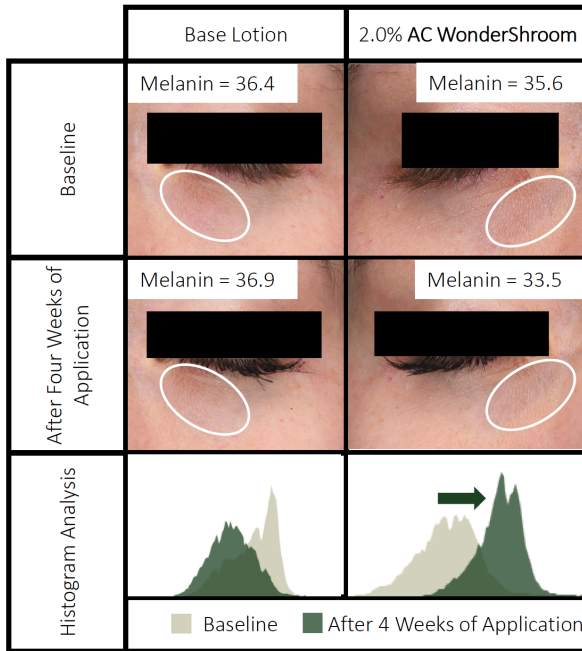 Base Lotion
2.0% AC WonderShroom
Baseline
Melanin = 36.4
Melanin = 35.6
After Four Weeks of
Application
Melanin = 36.9
Melanin = 33.5
Histogram Analysis
Baseline
After 4 Weeks of Application